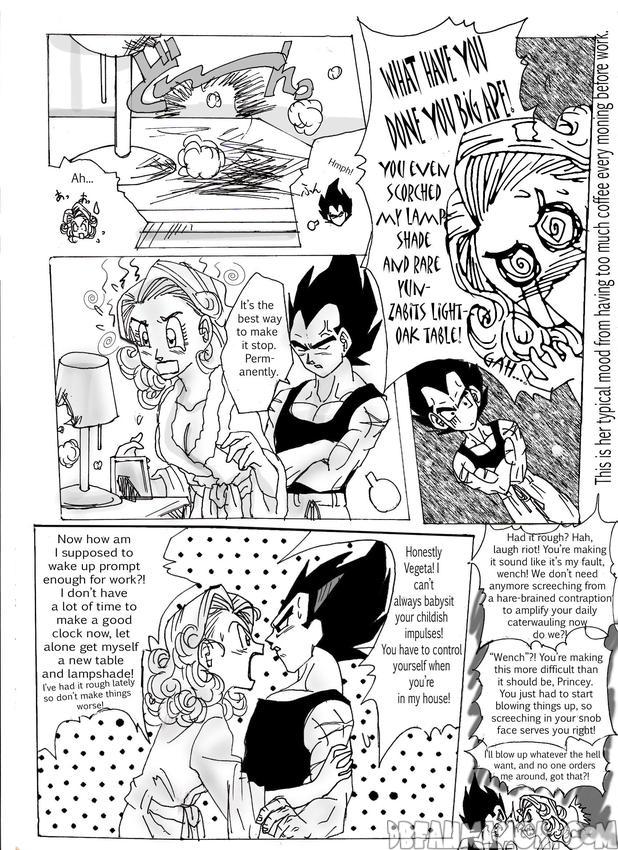 WHAT HAVE YOU
DONE YOU BIG APE!
YOU EVEN
SCORCHED
MY LAMP
SHADE
AND RARE
YUN-
ZABITS LIGHT-
OAK TABLE!
GAH....
This is her typical mood from having too much coffee every moning before work.
Hmph!
Ah...
It's the
best way
to make
it stop.
Perm-
anently.
Now how am
I supposed to
wake up prompt
enough for work?!
I don't have
a lot of time to
make a good
clock now, let
alone get myself
a new table
and lampshade!
I've had it rough lately
so don't make things
worse!
Honestly
Vegeta! I
can't
always babysit
your childish
impulses!
You have to control
yourself when
you're
in my house!
Had it rough? Hah,
laugh riot! You're making
it sound like it's my fault,
wench! We don't need
anymore screeching from
a hare-brained contraption
to amplify your daily
caterwauling now
do we?!
"Wench"?! You're making
this more difficult than
it should be, Princey.
You just had to start
blowing things up, so
screeching in your snob
face serves you right!
I'll blow up whatever the hell I
want, and no one orders
me around, got that?!